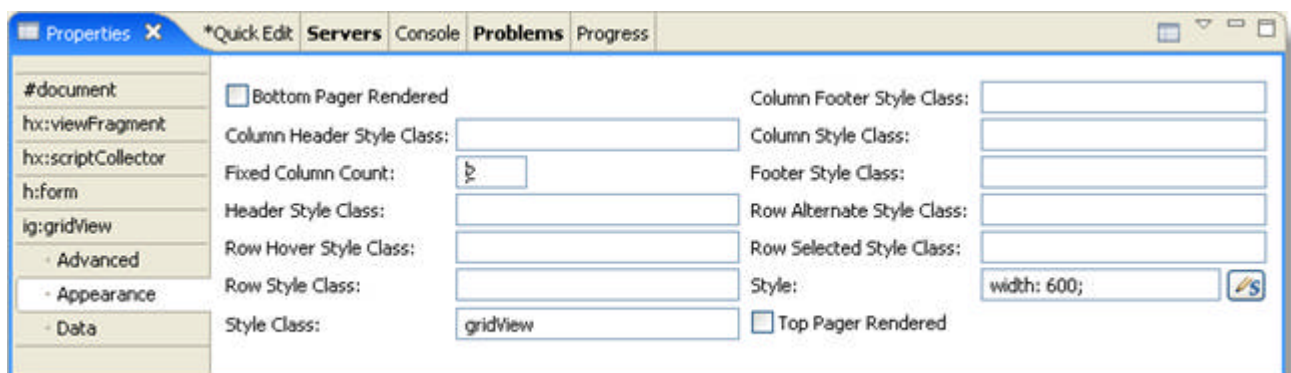 Properties *Quick Edit Servers Console Problems Progress
#document
hx:viewFragment
hx:scriptCollector
h:form
ig:gridView
Advanced
Appearance
Data
Bottom Pager Rendered
Column Header Style Class:
Fixed Column Count:
Header Style Class:
Row Hover Style Class:
Row Style Class:
Style Class: gridView
Column Footer Style Class:
Column Style Class:
Footer Style Class:
Row Alternate Style Class:
Row Selected Style Class:
Style: width: 600;
Top Pager Rendered